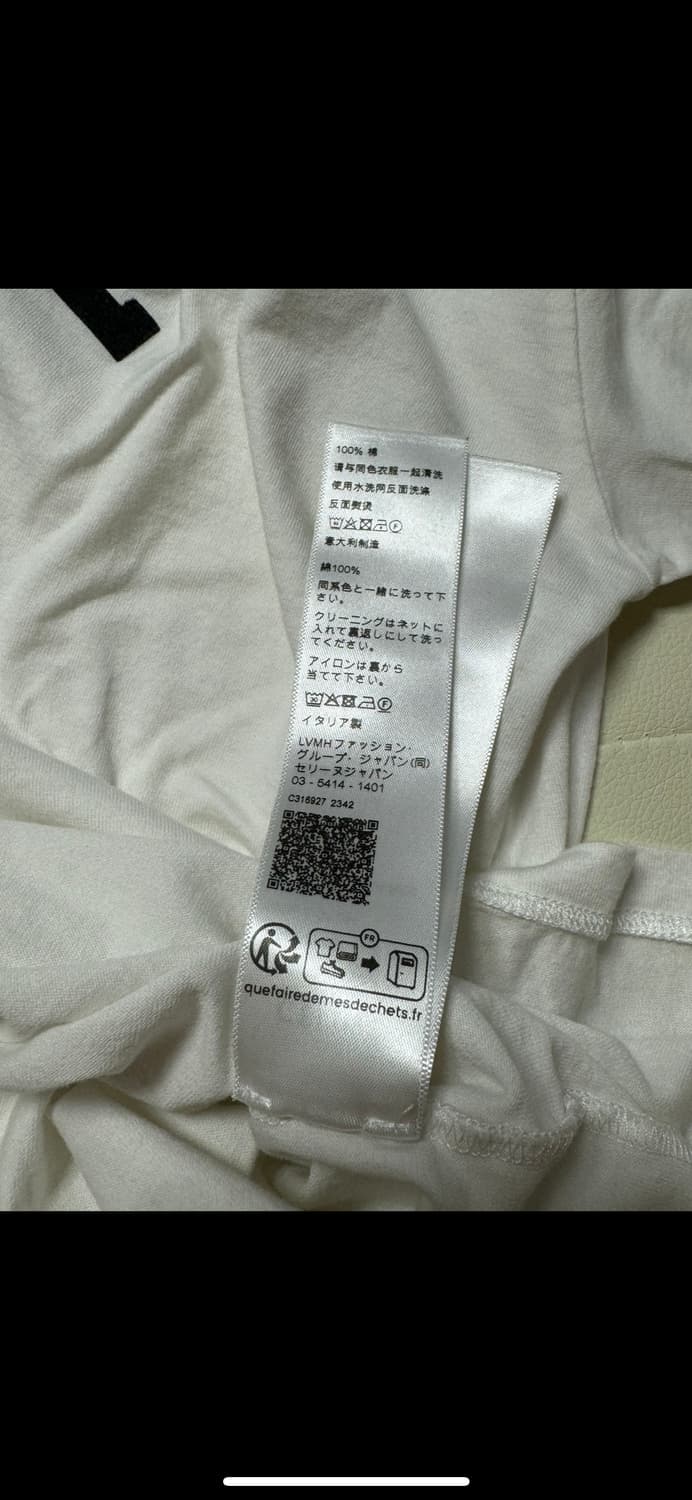 100% 棉
请与同色衣服一起清洗
使用水洗网反面洗涤
反面熨烫
意大利制造
綿100%
同系色と一緒に洗って下
さい。
クリーニングはネットに
入れて裏返しにして洗っ
てください。
アイロンは裏から
当てて下さい。
イタリア製
LVMHファッション・
グループ・ジャパン(同)
セリーヌジャパン
03 - 5414 - 1401
C316927 2342
FR
quefairedemesdechets.fr